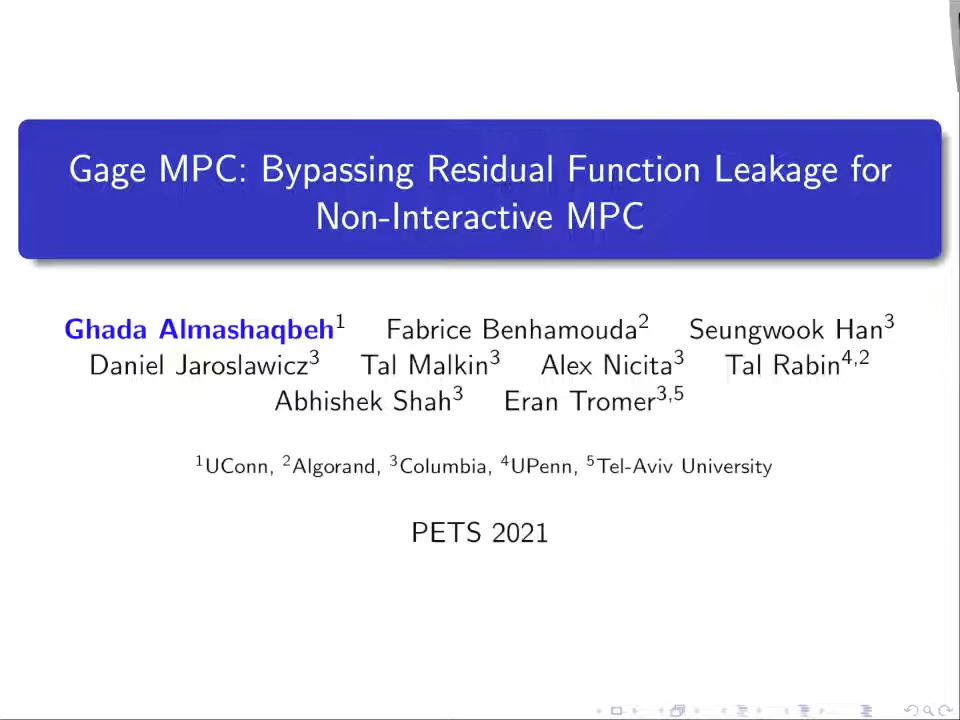 Gage MPC: Bypassing Residual Function Leakage for
Non-Interactive MPC
Ghada Almashaqbeh¹ Fabrice Benhamouda² Seungwook Han³
Daniel Jaroslawicz³ Tal Malkin³ Alex Nicita³ Tal Rabin⁴,²
Abhishek Shah³ Eran Tromer³,⁵
¹UConn, ²Algorand, ³Columbia, ⁴UPenn, ⁵Tel-Aviv University
PETS 2021